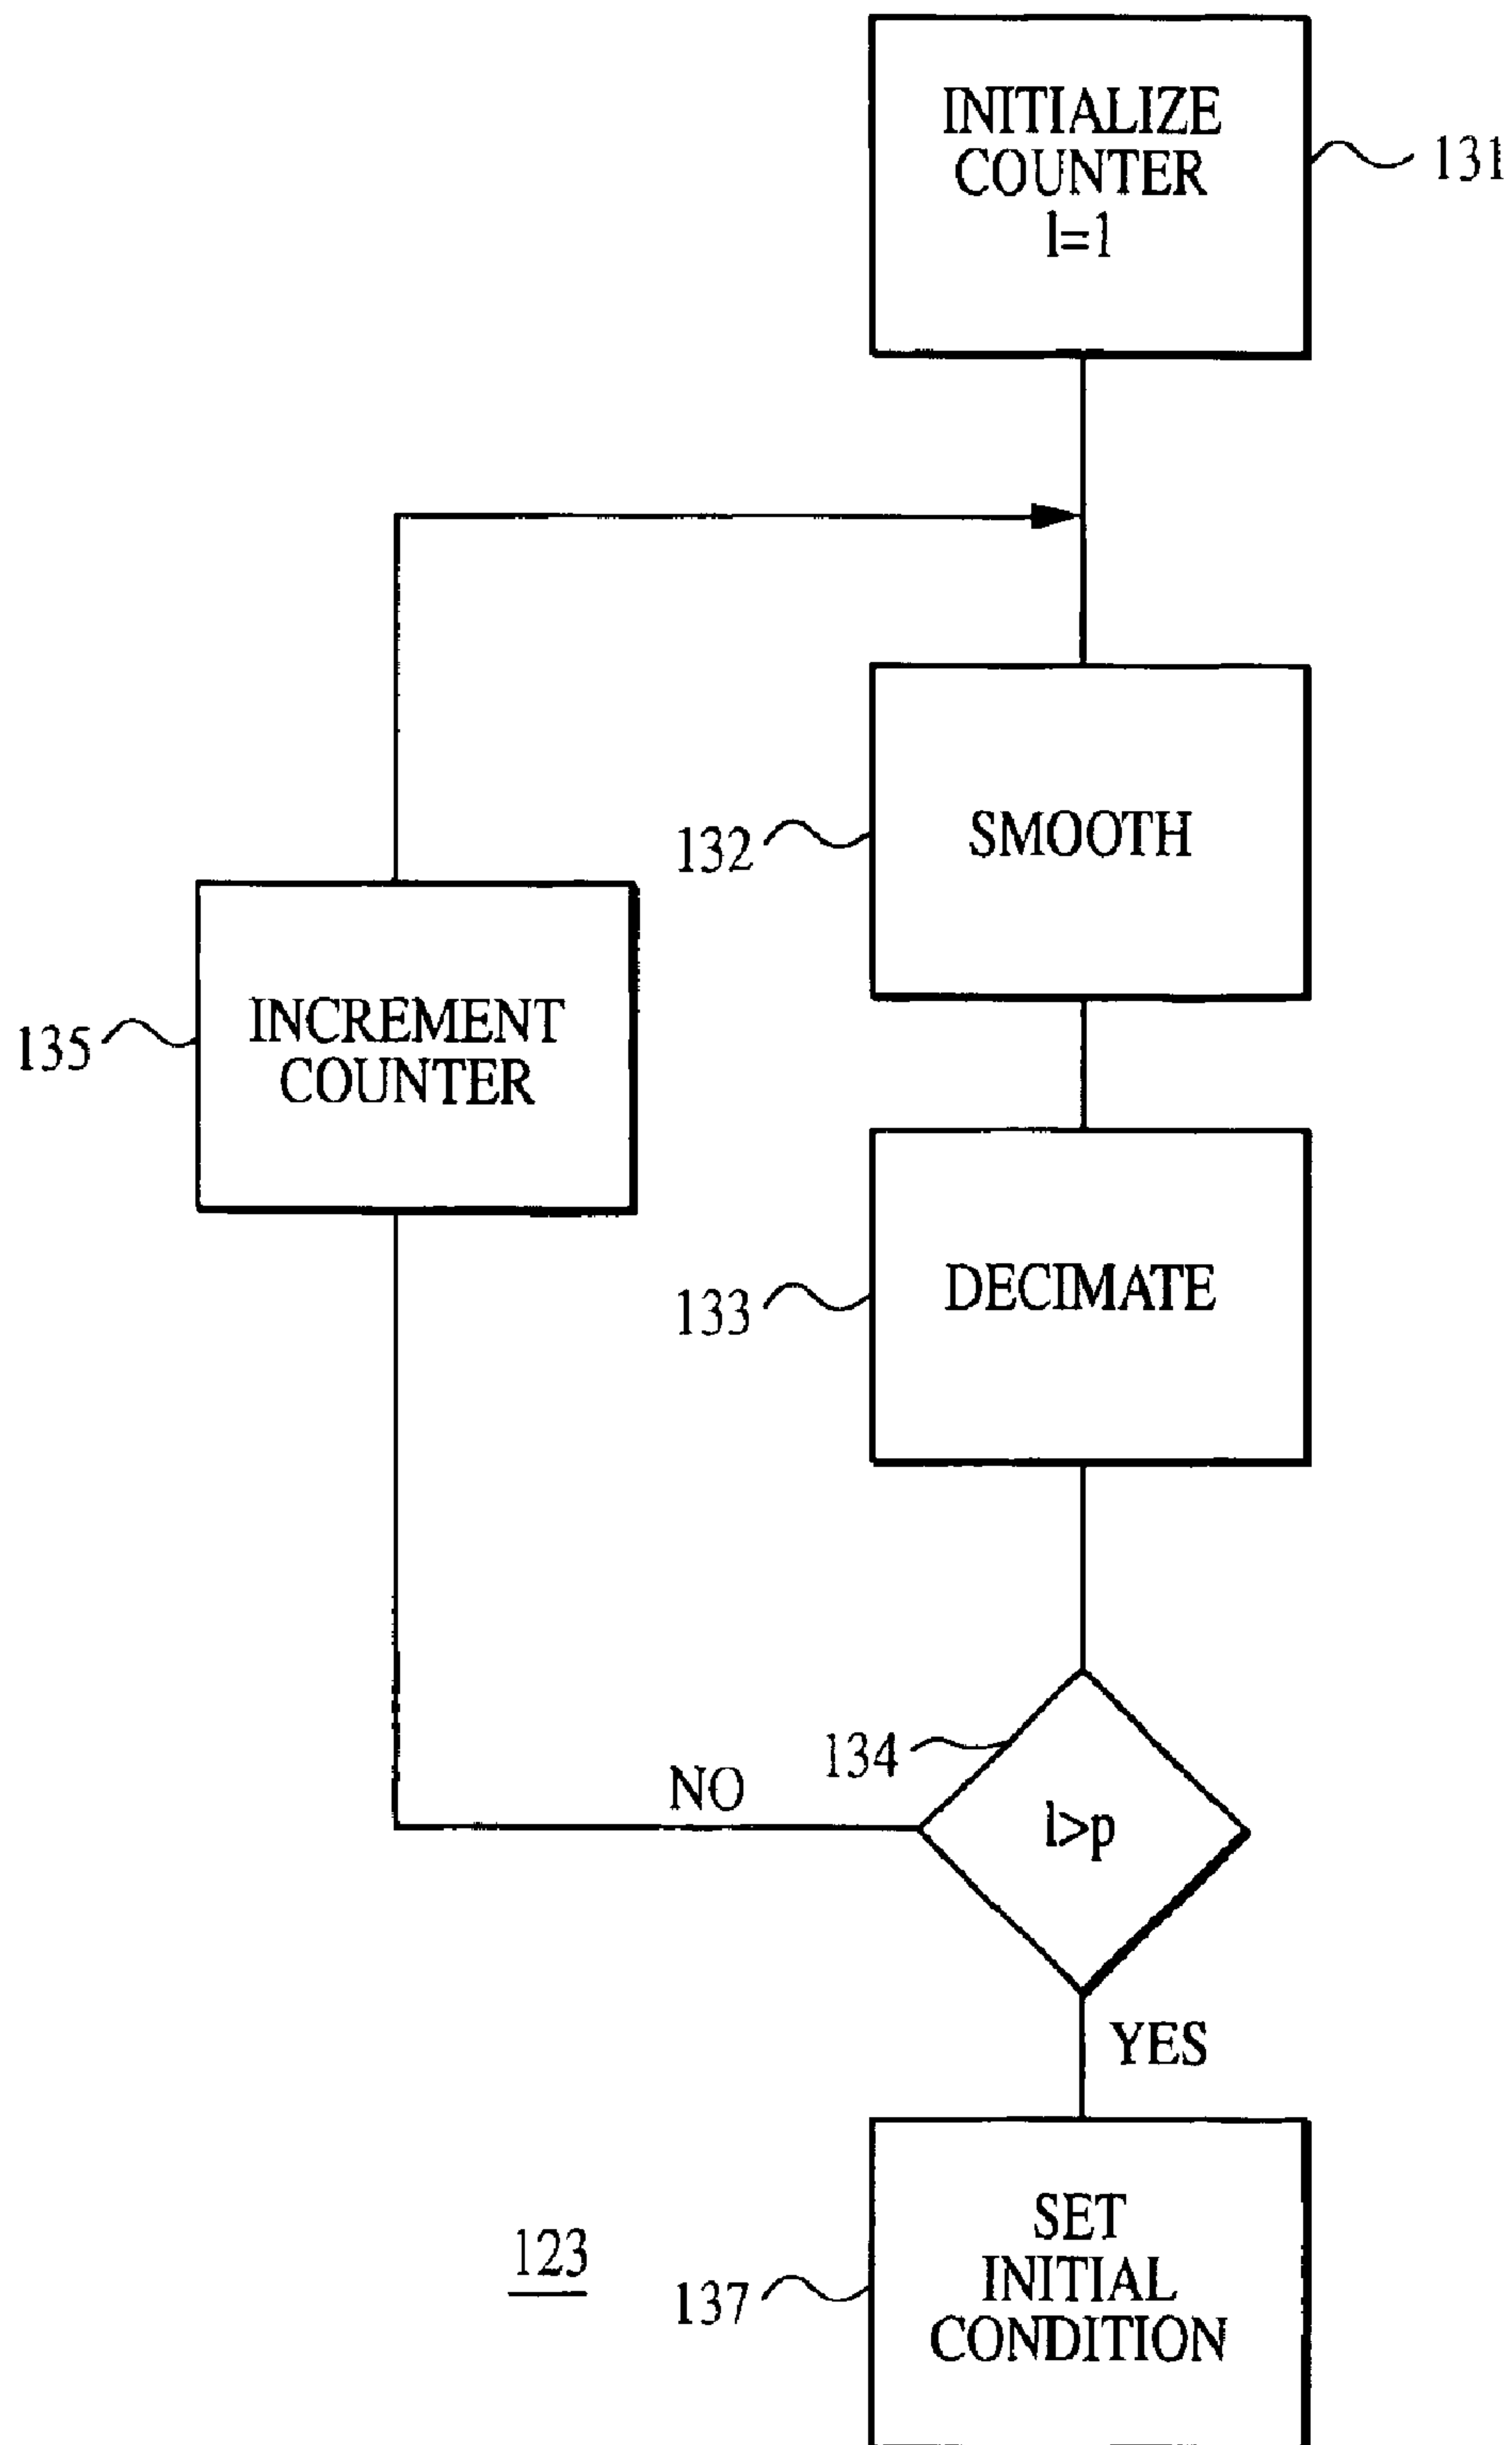 INITIALIZE
COUNTER
l=1
131
132
SMOOTH
135
INCREMENT
COUNTER
133
DECIMATE
134
l>p
NO
YES
123
137
SET
INITIAL
CONDITION